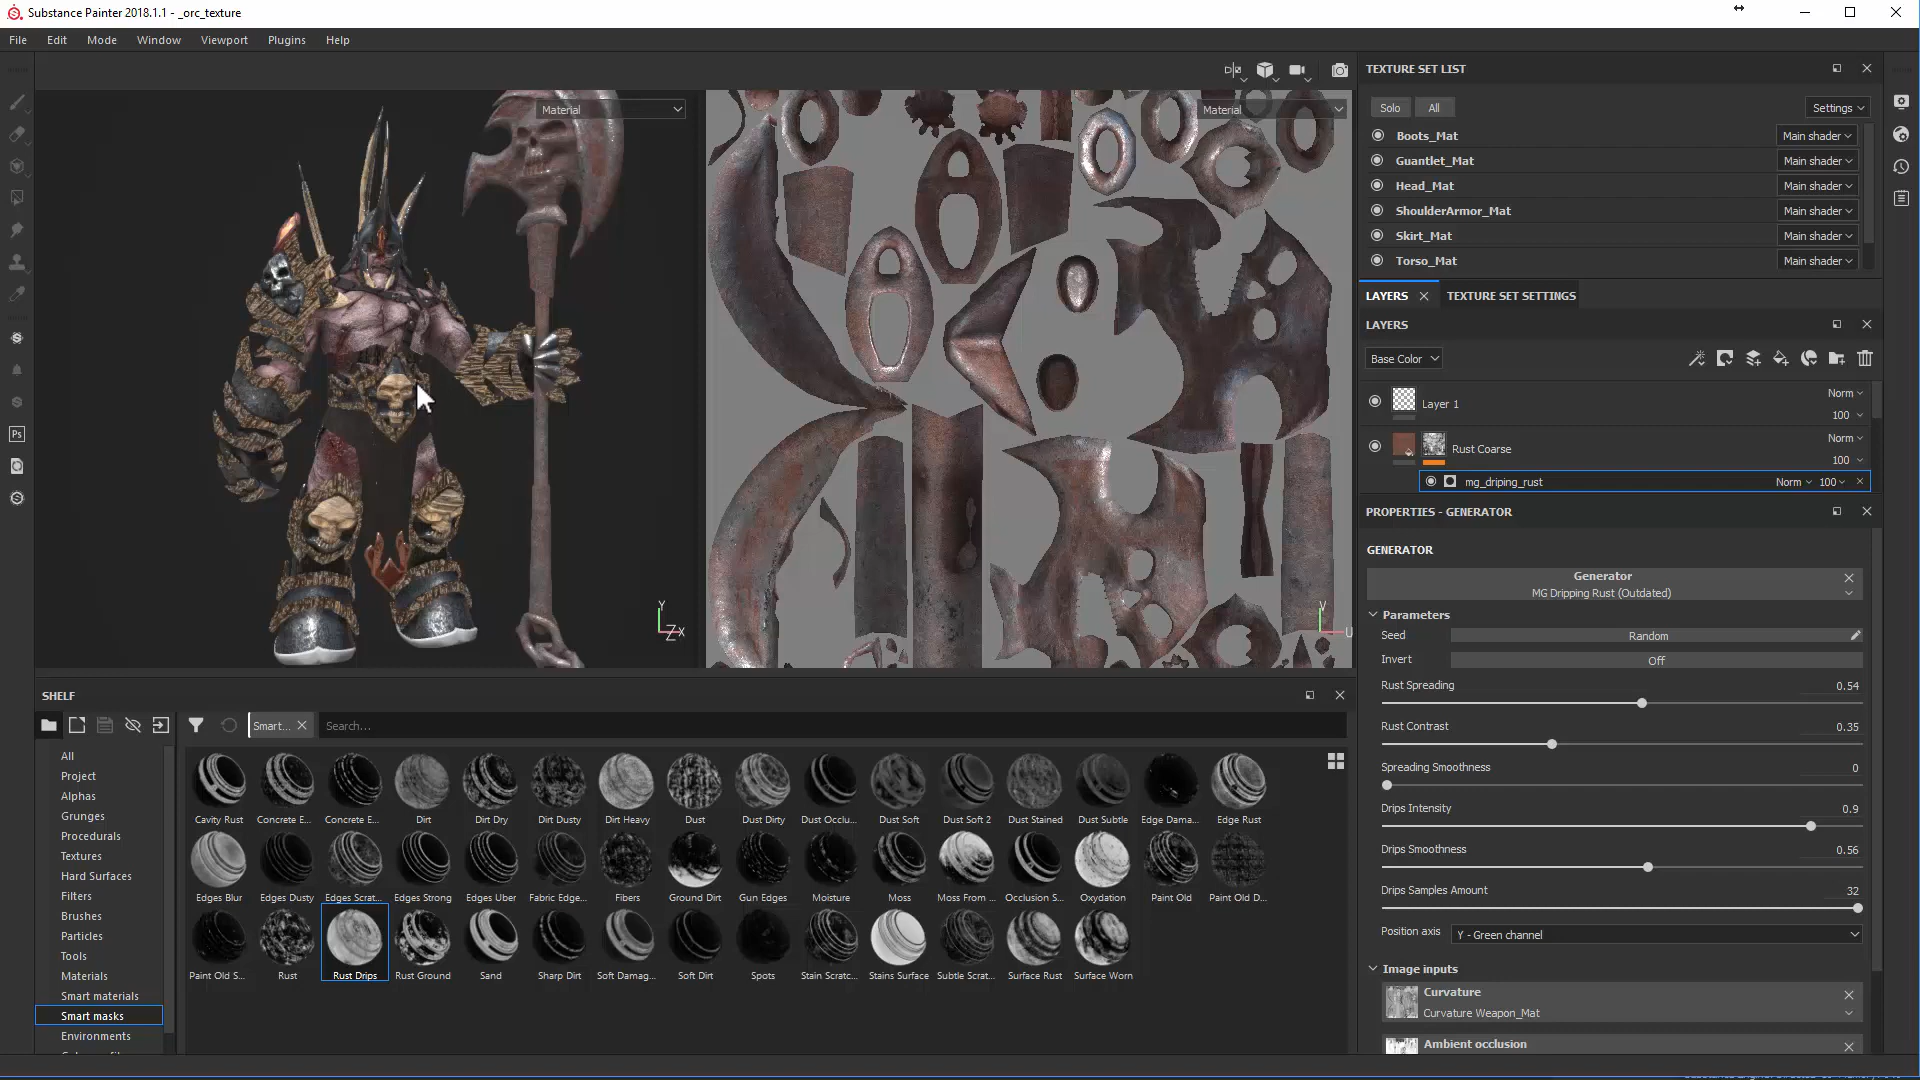 Substance Painter 2018.1.1 - _orc_texture
File Edit Mode Window Viewport Plugins Help
Material
Material
Y
Z X
V
U
TEXTURE SET LIST
Solo All Settings
Boots_Mat Main shader
Guantlet_Mat Main shader
Head_Mat Main shader
ShoulderArmor_Mat Main shader
Skirt_Mat Main shader
Torso_Mat Main shader
LAYERS TEXTURE SET SETTINGS
LAYERS
Base Color
Layer 1 Norm
100
Rust Coarse Norm
100
mg_driping_rust Norm 100
PROPERTIES - GENERATOR
GENERATOR
Generator
MG Dripping Rust (Outdated)
Parameters
Seed Random
Invert Off
Rust Spreading 0.54
Rust Contrast 0.35
Spreading Smoothness 0
Drips Intensity 0.9
Drips Smoothness 0.56
Drips Samples Amount 32
Position axis Y - Green channel
Image inputs
Curvature
Curvature Weapon_Mat
Ambient occlusion
Ps
SHELF
Smart... Search...
All
Project
Alphas
Grunges
Procedurals
Textures
Hard Surfaces
Filters
Brushes
Particles
Tools
Materials
Smart materials
Smart masks
Environments
Cavity Rust Concrete E... Concrete E... Dirt Dirt Dry Dirt Dusty Dirt Heavy Dust Dust Dirty Dust Occlu... Dust Soft Dust Soft 2 Dust Stained Dust Subtle Edge Dama... Edge Rust
Edges Blur Edges Dusty Edges Scrat... Edges Strong Edges Uber Fabric Edge... Fibers Ground Dirt Gun Edges Moisture Moss Moss From ... Occlusion S... Oxydation Paint Old Paint Old D...
Paint Old S... Rust Rust Drips Rust Ground Sand Sharp Dirt Soft Damag... Soft Dirt Spots Stain Scratc... Stains Surface Subtle Scrat... Surface Rust Surface Worn